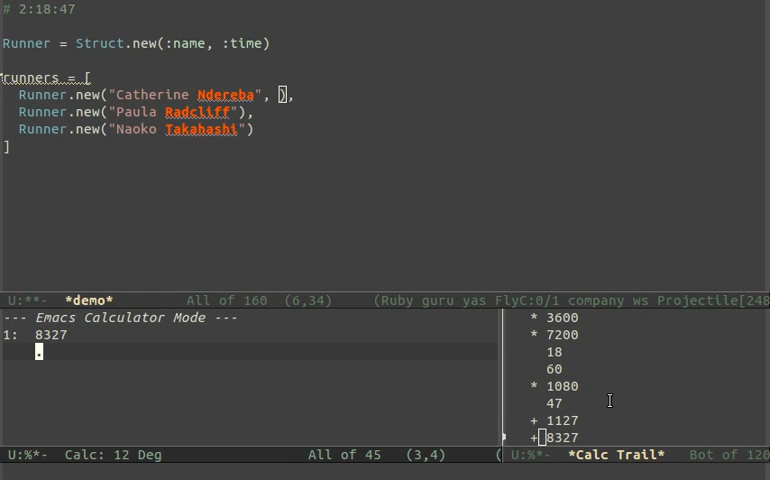 # 2:18:47
Runner = Struct.new(:name, :time)
runners = [
Runner.new("Catherine Ndereba", ),
Runner.new("Paula Radcliff"),
Runner.new("Naoko Takahashi")
]
U:**- *demo* All of 160 (6,34) (Ruby guru yas FlyC:0/1 company ws Projectile[248
--- Emacs Calculator Mode ---
1: 8327
.
* 3600
* 7200
18
60
* 1080
47
+ 1127
+ 8327
U:%*- Calc: 12 Deg All of 45 (3,4) (
U:%*- *Calc Trail* Bot of 120